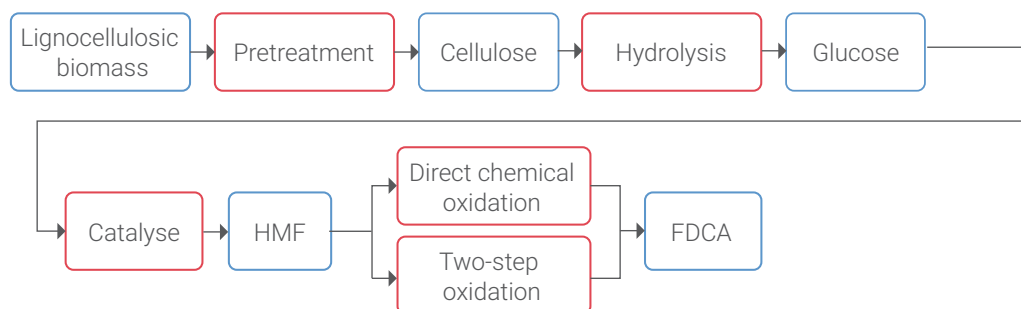 Lignocellulosic
biomass
Pretreatment
Cellulose
Hydrolysis
Glucose
Catalyse
HMF
Direct chemical
oxidation
Two-step
oxidation
FDCA